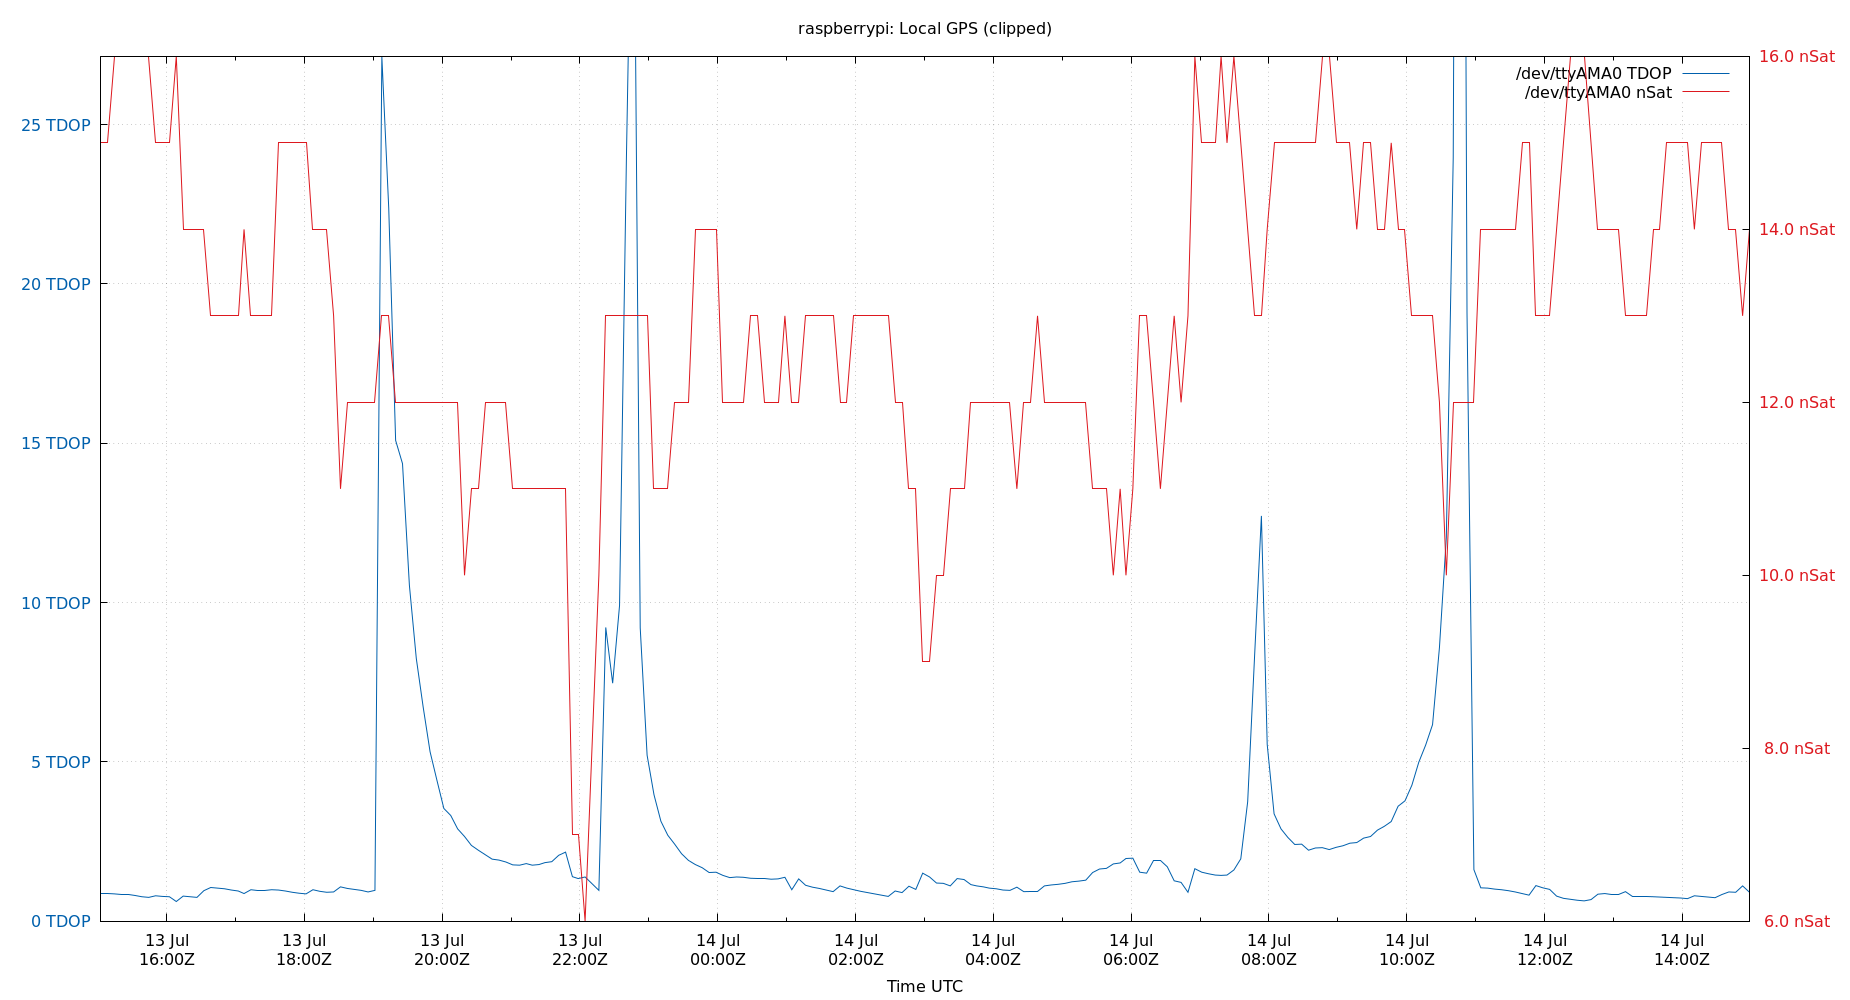 raspberrypi: Local GPS (clipped)
16.0 nSat
/dev/ttyAMA0 TDOP
/dev/ttyAMA0 nSat
25 TDOP
14.0 nSat
20 TDOP
12.0 nSat
15 TDOP
10.0 nSat
10 TDOP
8.0 nSat
5 TDOP
0 TDOP
6.0 nSat
13 Jul 13 Jul 13 Jul 13 Jul 14 Jul 14 Jul 14 Jul 14 Jul 14 Jul 14 Jul 14 Jul 14 Jul
16:00Z 18:00Z 20:00Z 22:00Z 00:00Z 02:00Z 04:00Z 06:00Z 08:00Z 10:00Z 12:00Z 14:00Z
Time UTC